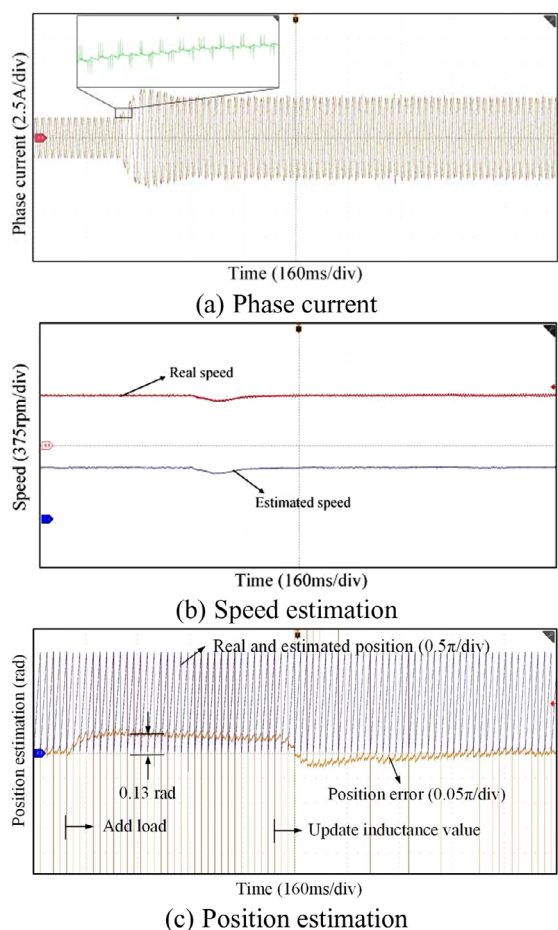 Phase current (2.5A/div)
Time (160ms/div)
(a) Phase current
Speed (375rpm/div)
Real speed
Estimated speed
Time (160ms/div)
(b) Speed estimation
Position estimation (rad)
Real and estimated position (0.5π/div)
0.13 rad
Position error (0.05π/div)
Add load
Update inductance value
Time (160ms/div)
(c) Position estimation